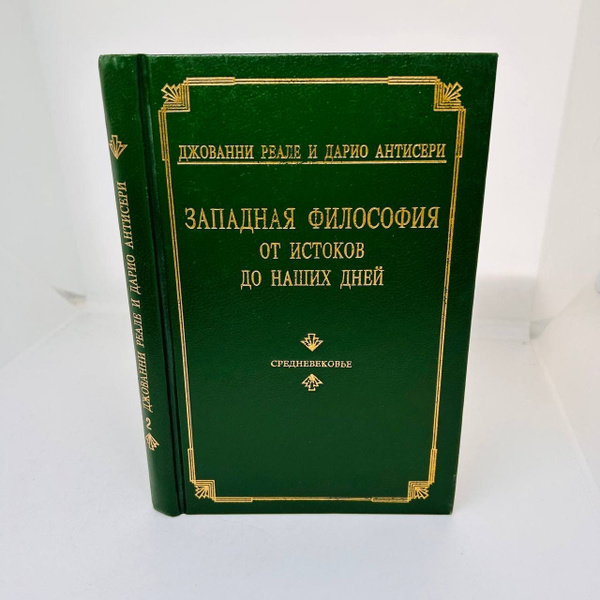 ДЖОВАННИ РЕАЛЕ И ДАРИО АНТИСЕРИ
ЗАПАДНАЯ ФИЛОСОФИЯ
ОТ ИСТОКОВ
ДО НАШИХ ДНЕЙ
СРЕДНЕВЕКОВЬЕ
2 ДЖОВАННИ РЕАЛЕ И ДАРИО АНТИСЕРИ